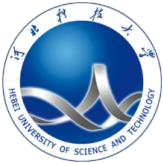 河北科技大学
HEBEI UNIVERSITY OF SCIENCE AND TECHNOLOGY